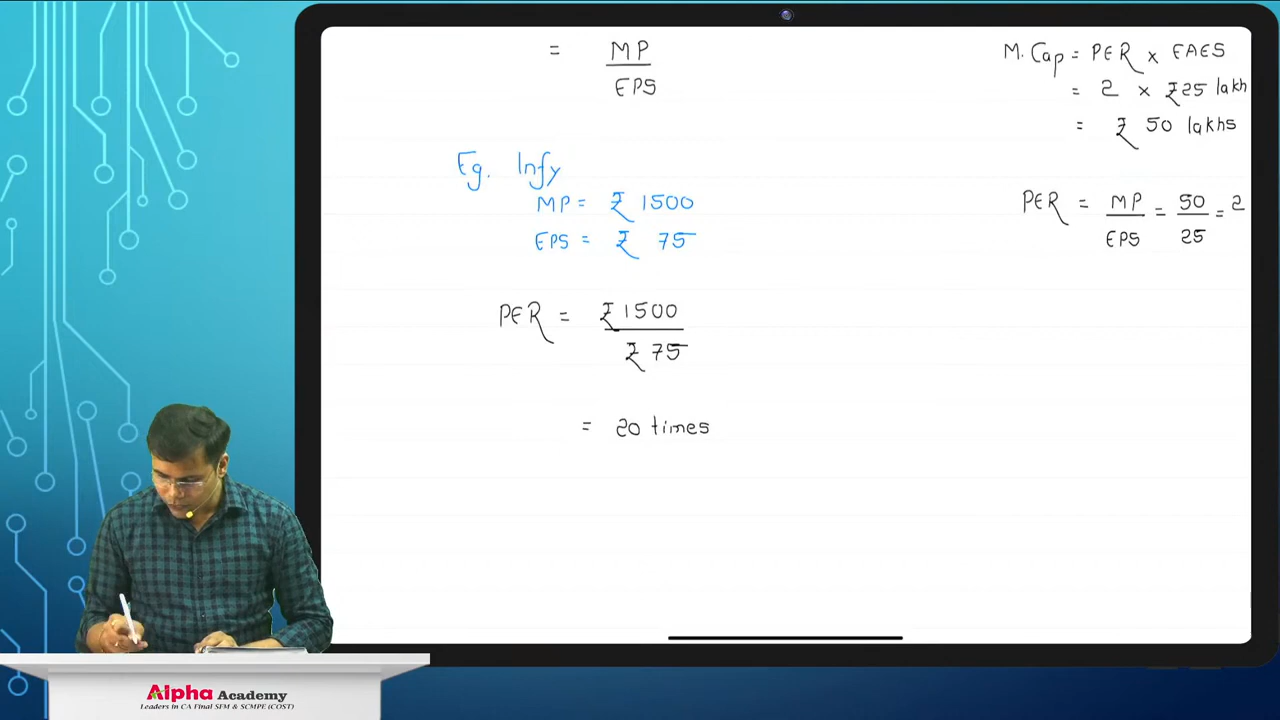 = MP
EPS
Eg. Infy
MP = ₹ 1500
EPS = ₹ 75
PER = ₹ 1500
₹ 75
= 20 times
M. Cap = PER x EAES
= 2 x ₹25 lakh
= ₹ 50 lakhs
PER = MP = 50 = 2
EPS 25
Alpha Academy
Leaders in CA Final SFM & SCMPE (COST)